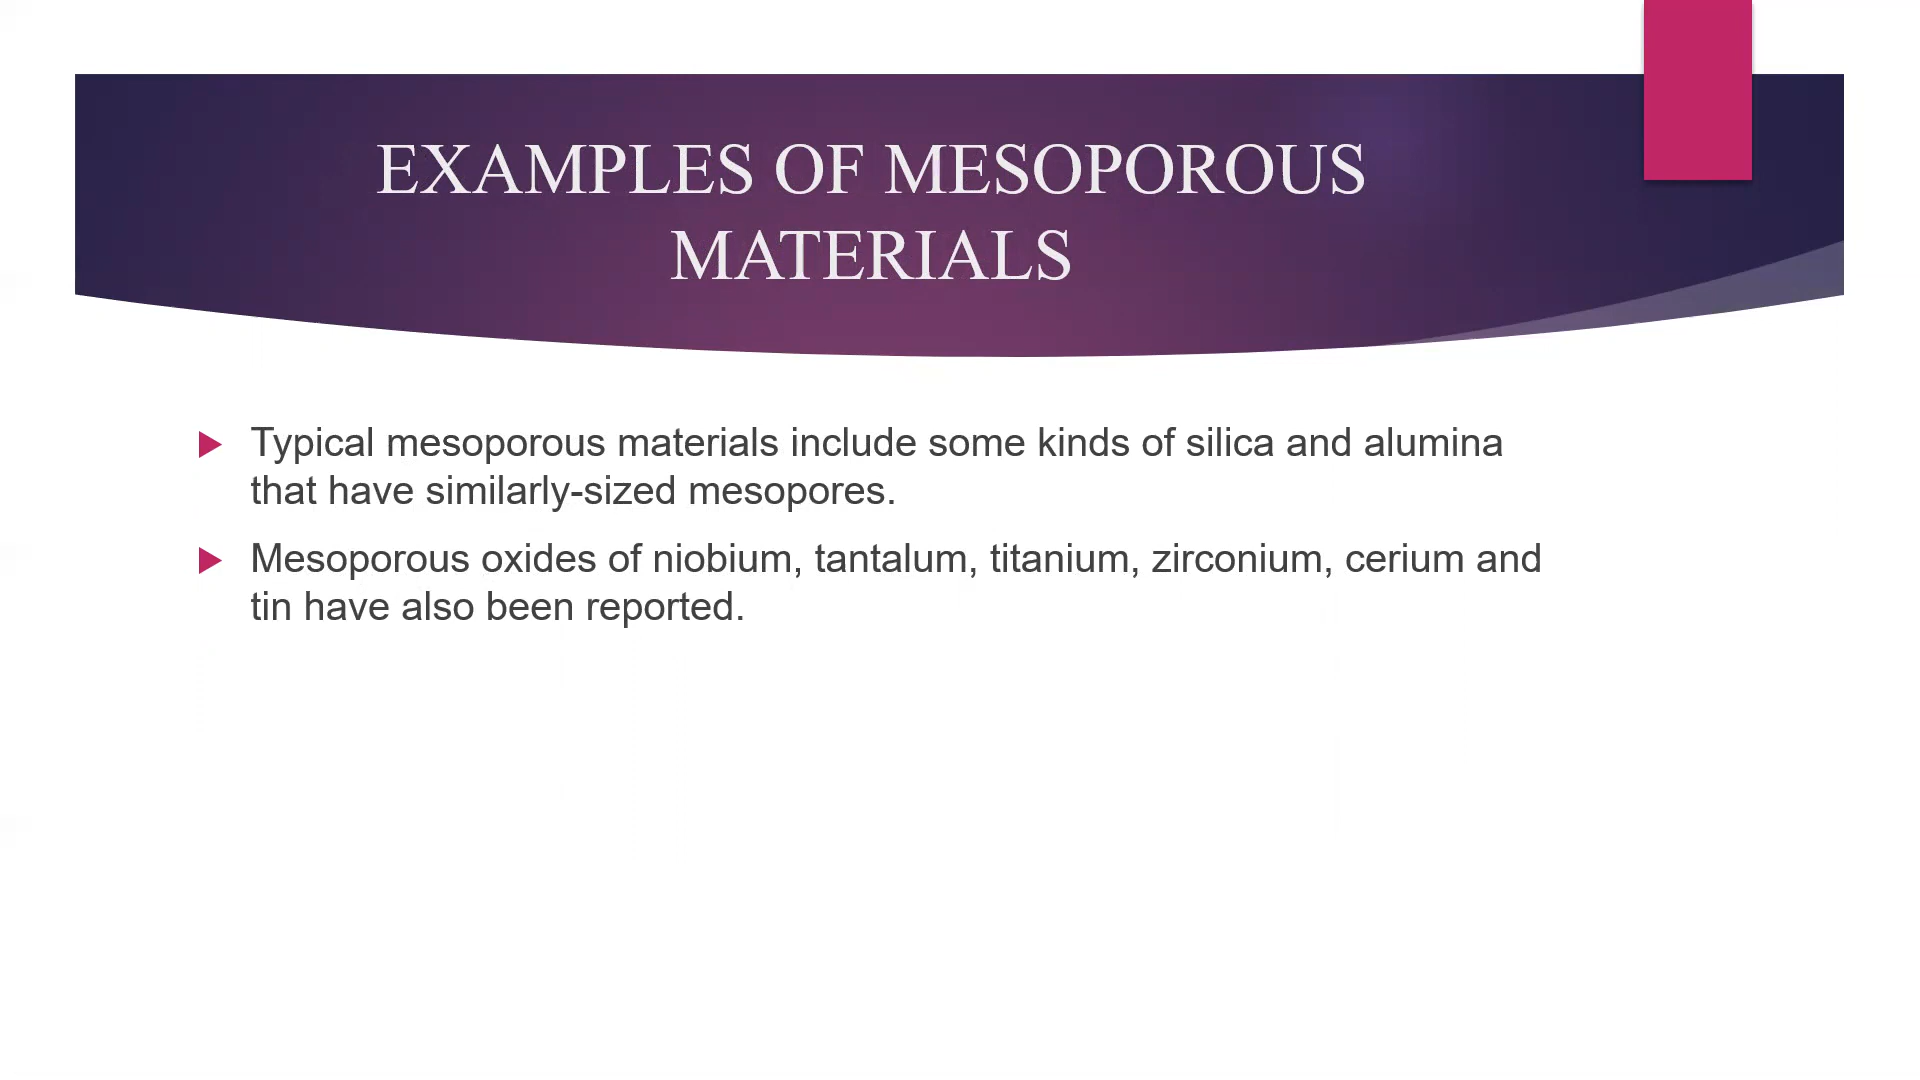 EXAMPLES OF MESOPOROUS
MATERIALS
Typical mesoporous materials include some kinds of silica and alumina
that have similarly-sized mesopores.
Mesoporous oxides of niobium, tantalum, titanium, zirconium, cerium and
tin have also been reported.